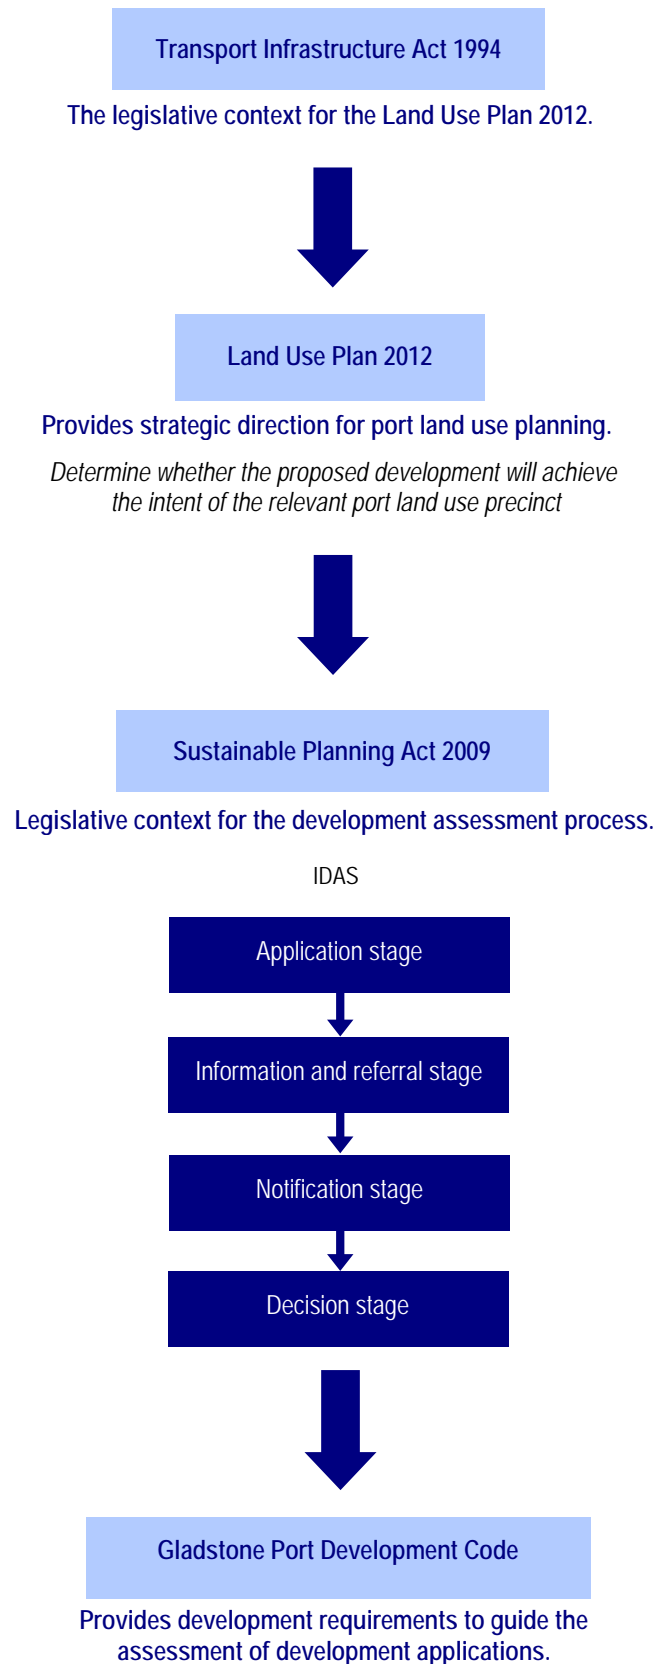 Transport Infrastructure Act 1994
The legislative context for the Land Use Plan 2012.
Land Use Plan 2012
Provides strategic direction for port land use planning.
Determine whether the proposed development will achieve
the intent of the relevant port land use precinct
Sustainable Planning Act 2009
Legislative context for the development assessment process.
IDAS
Application stage
Information and referral stage
Notification stage
Decision stage
Gladstone Port Development Code
Provides development requirements to guide the
assessment of development applications.